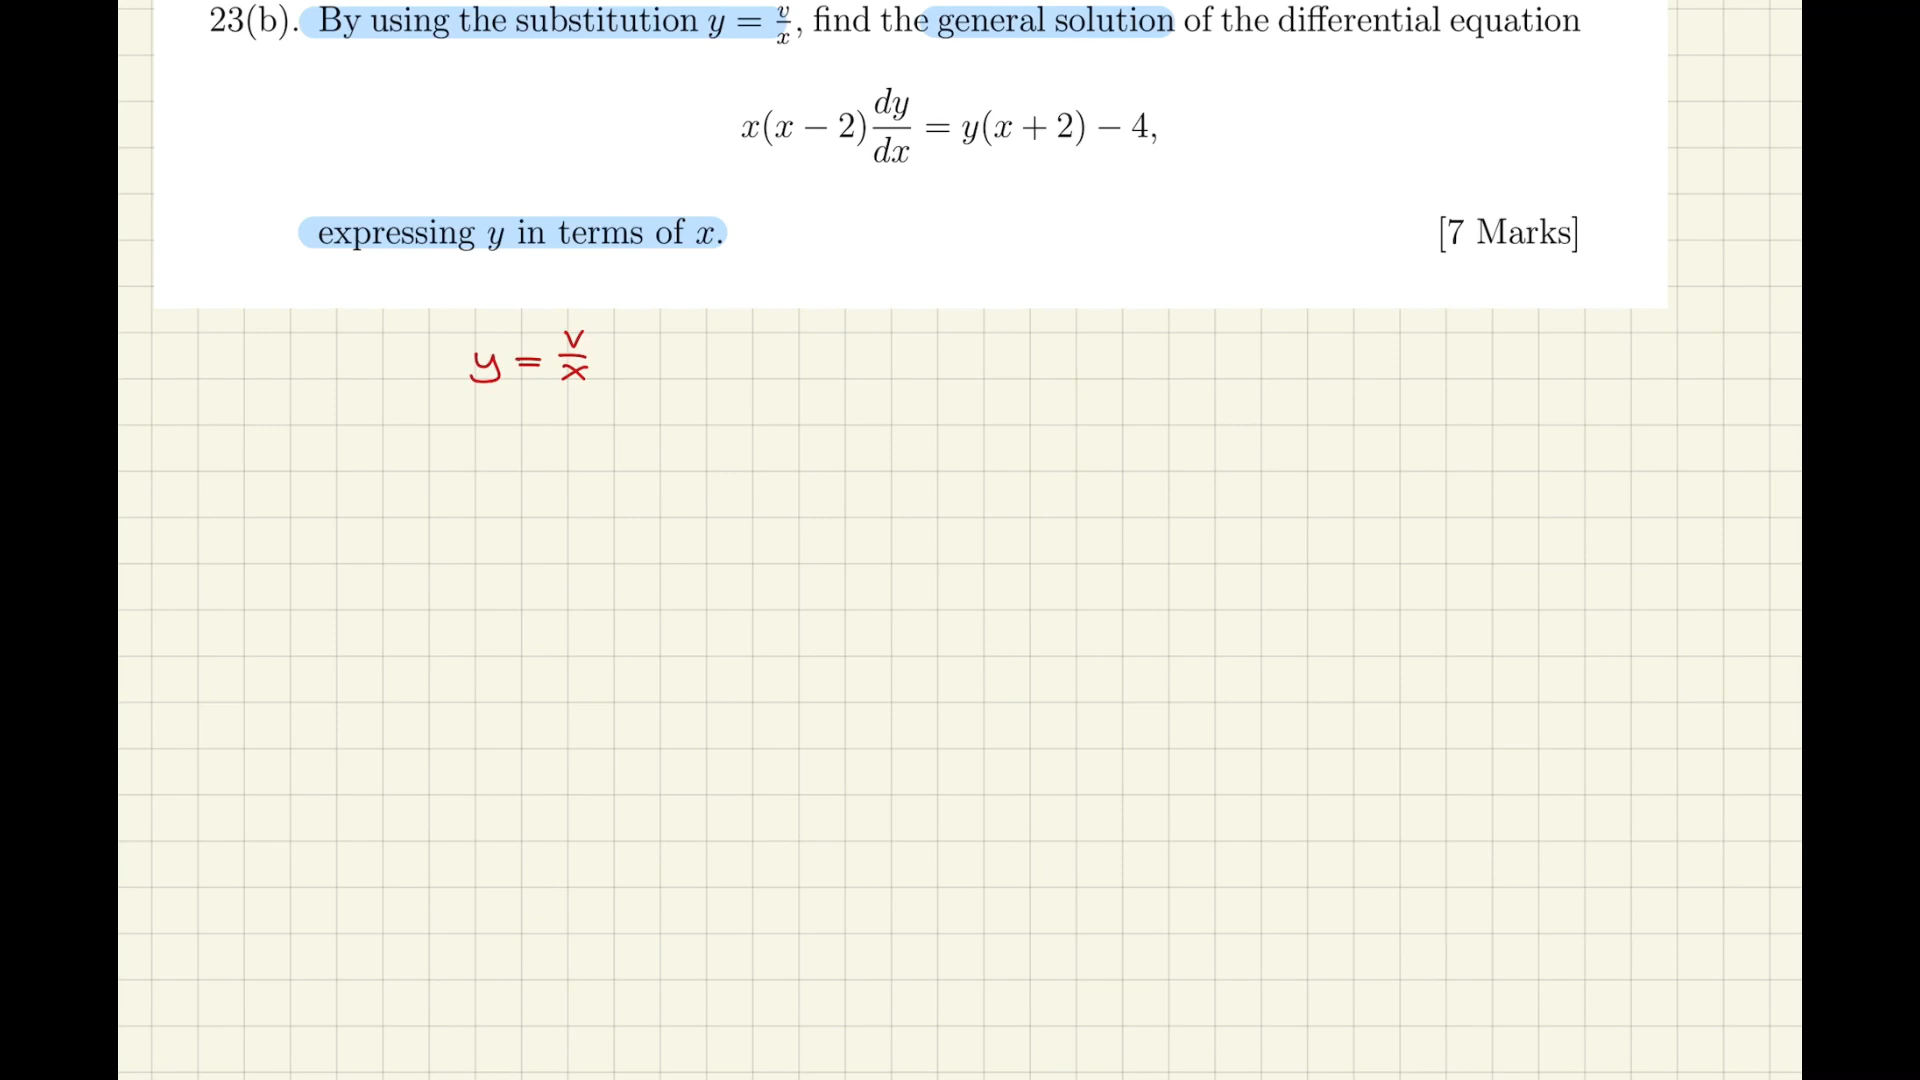 23(b). By using the substitution y = v/x, find the general solution of the differential equation
x(x − 2) dy/dx = y(x + 2) − 4,
expressing y in terms of x. [7 Marks]
y = v/x